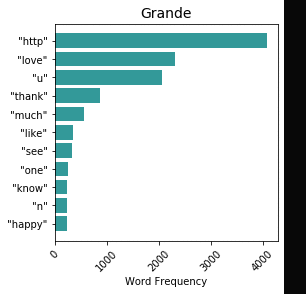 Grande
"http"
"love"
"u"
"thank"
"much"
"like"
"see"
"one"
"know"
"n"
"happy"
0 1000 2000 3000 4000
Word Frequency